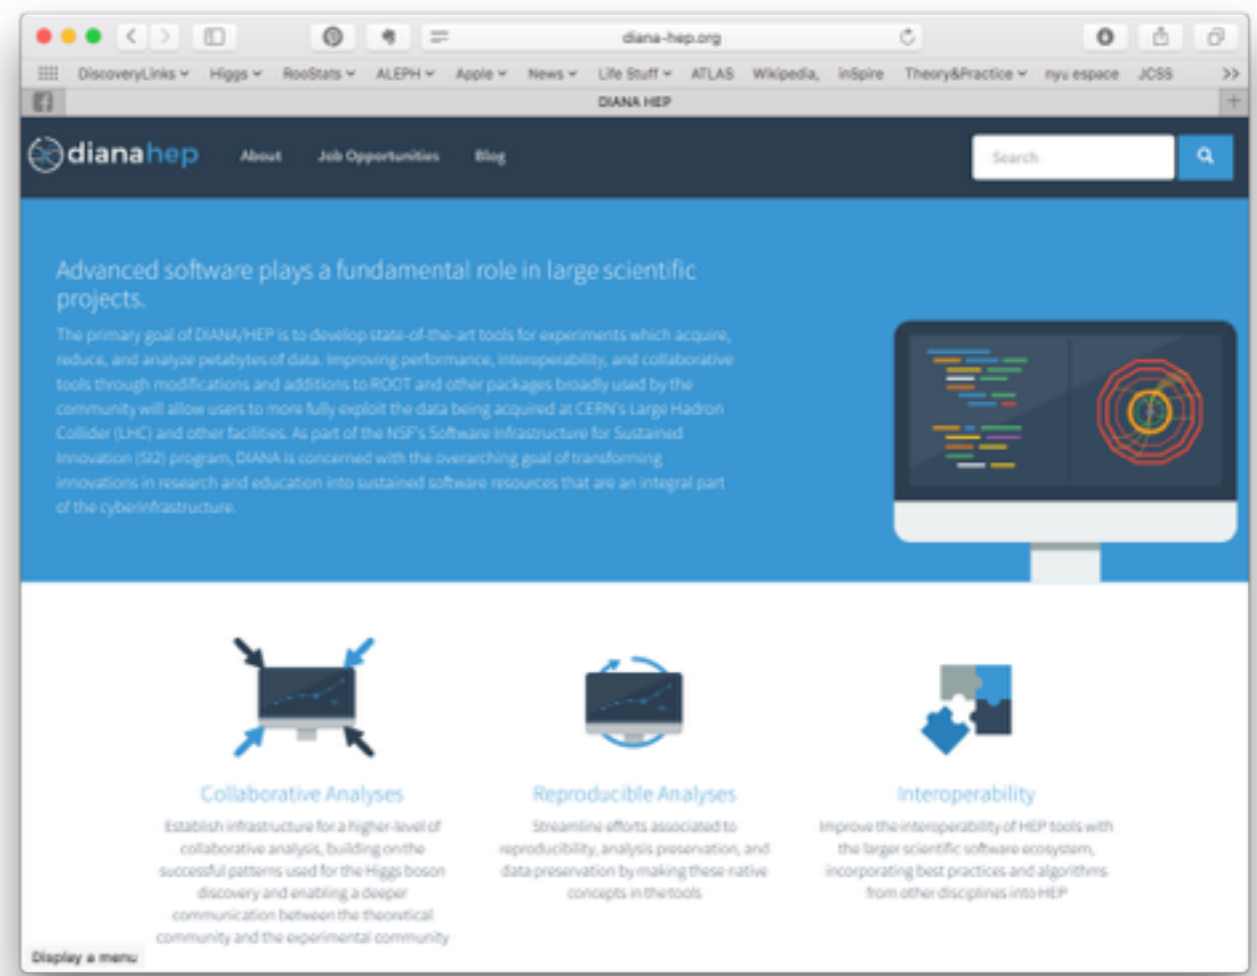 diana-hep.org
DiscoveryLinks Higgs RooStats ALEPH Apple News Life Stuff ATLAS Wikipedia, inSpire Theory&Practice nyu espace JCSS >>
DIANA HEP
dianahep About Job Opportunities Blog Search
Advanced software plays a fundamental role in large scientific
projects.
The primary goal of DIANA/HEP is to develop state-of-the-art tools for experiments which acquire,
reduce, and analyze petabytes of data. Improving performance, interoperability, and collaborative
tools through modifications and additions to ROOT and other packages broadly used by the
community will allow users to more fully exploit the data being acquired at CERN's Large Hadron
Collider (LHC) and other facilities. As part of the NSF's Software Infrastructure for Sustained
Innovation (SI2) program, DIANA is concerned with the overarching goal of transforming
innovations in research and education into sustained software resources that are an integral part
of the cyberinfrastructure.
Collaborative Analyses
Establish infrastructure for a higher-level of
collaborative analysis, building on the
successful patterns used for the Higgs boson
discovery and enabling a deeper
communication between the theoretical
community and the experimental community
Reproducible Analyses
Streamline efforts associated to
reproducibility, analysis preservation, and
data preservation by making these native
concepts in the tools
Interoperability
Improve the interoperability of HEP tools with
the larger scientific software ecosystem,
incorporating best practices and algorithms
from other disciplines into HEP
Display a menu